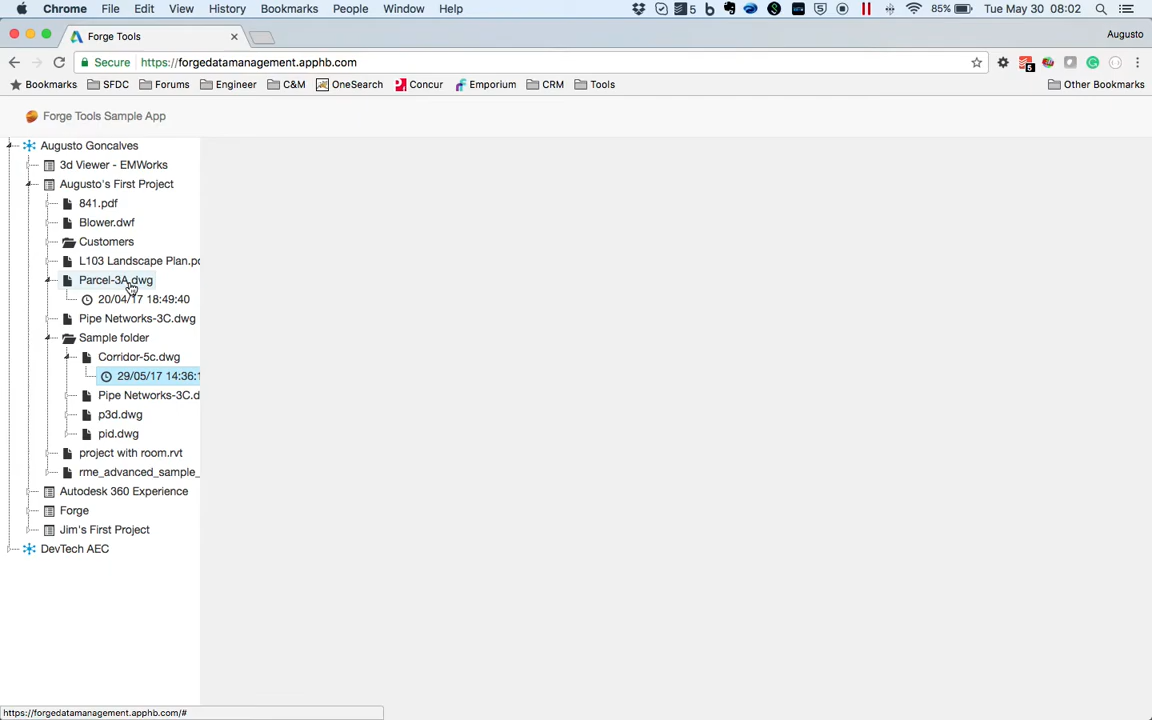 Chrome File Edit View History Bookmarks People Window Help 5 85% Tue May 30 08:02
Forge Tools Augusto
Secure https://forgedatamanagement.apphb.com 5
Bookmarks SFDC Forums Engineer C&M OneSearch Concur Emporium CRM Tools Other Bookmarks
Forge Tools Sample App
Augusto Goncalves
3d Viewer - EMWorks
Augusto's First Project
841.pdf
Blower.dwf
Customers
L103 Landscape Plan.pd
Parcel-3A.dwg
20/04/17 18:49:40
Pipe Networks-3C.dwg
Sample folder
Corridor-5c.dwg
29/05/17 14:36:1
Pipe Networks-3C.d
p3d.dwg
pid.dwg
project with room.rvt
rme_advanced_sample_
Autodesk 360 Experience
Forge
Jim's First Project
DevTech AEC
https://forgedatamanagement.apphb.com/#